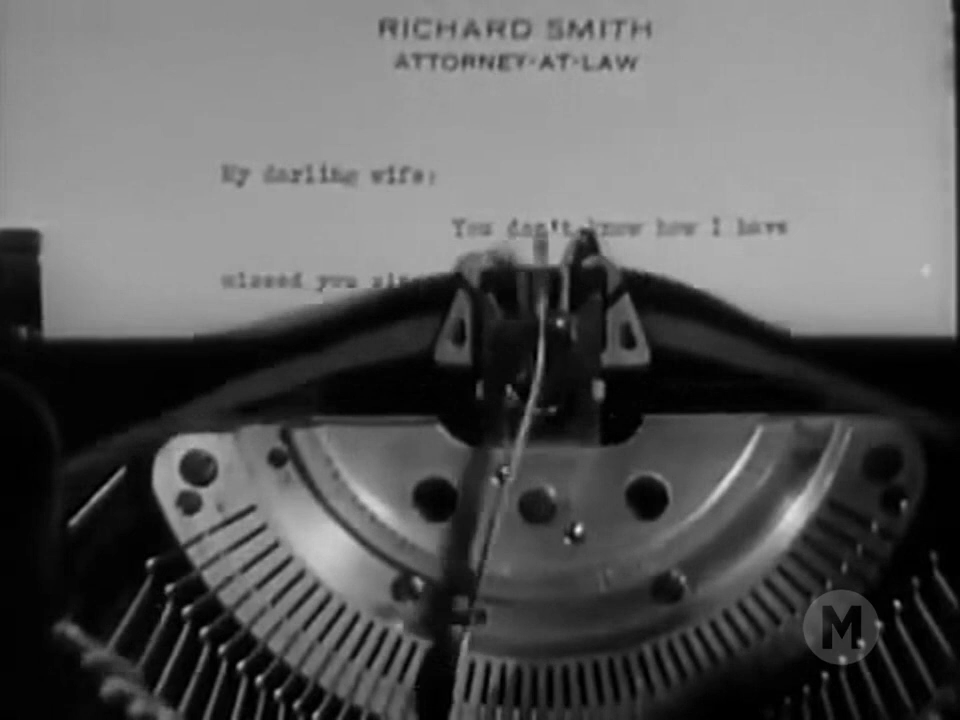 RICHARD SMITH
ATTORNEY-AT-LAW
My darling wife:
You don't know how I have
missed you
M